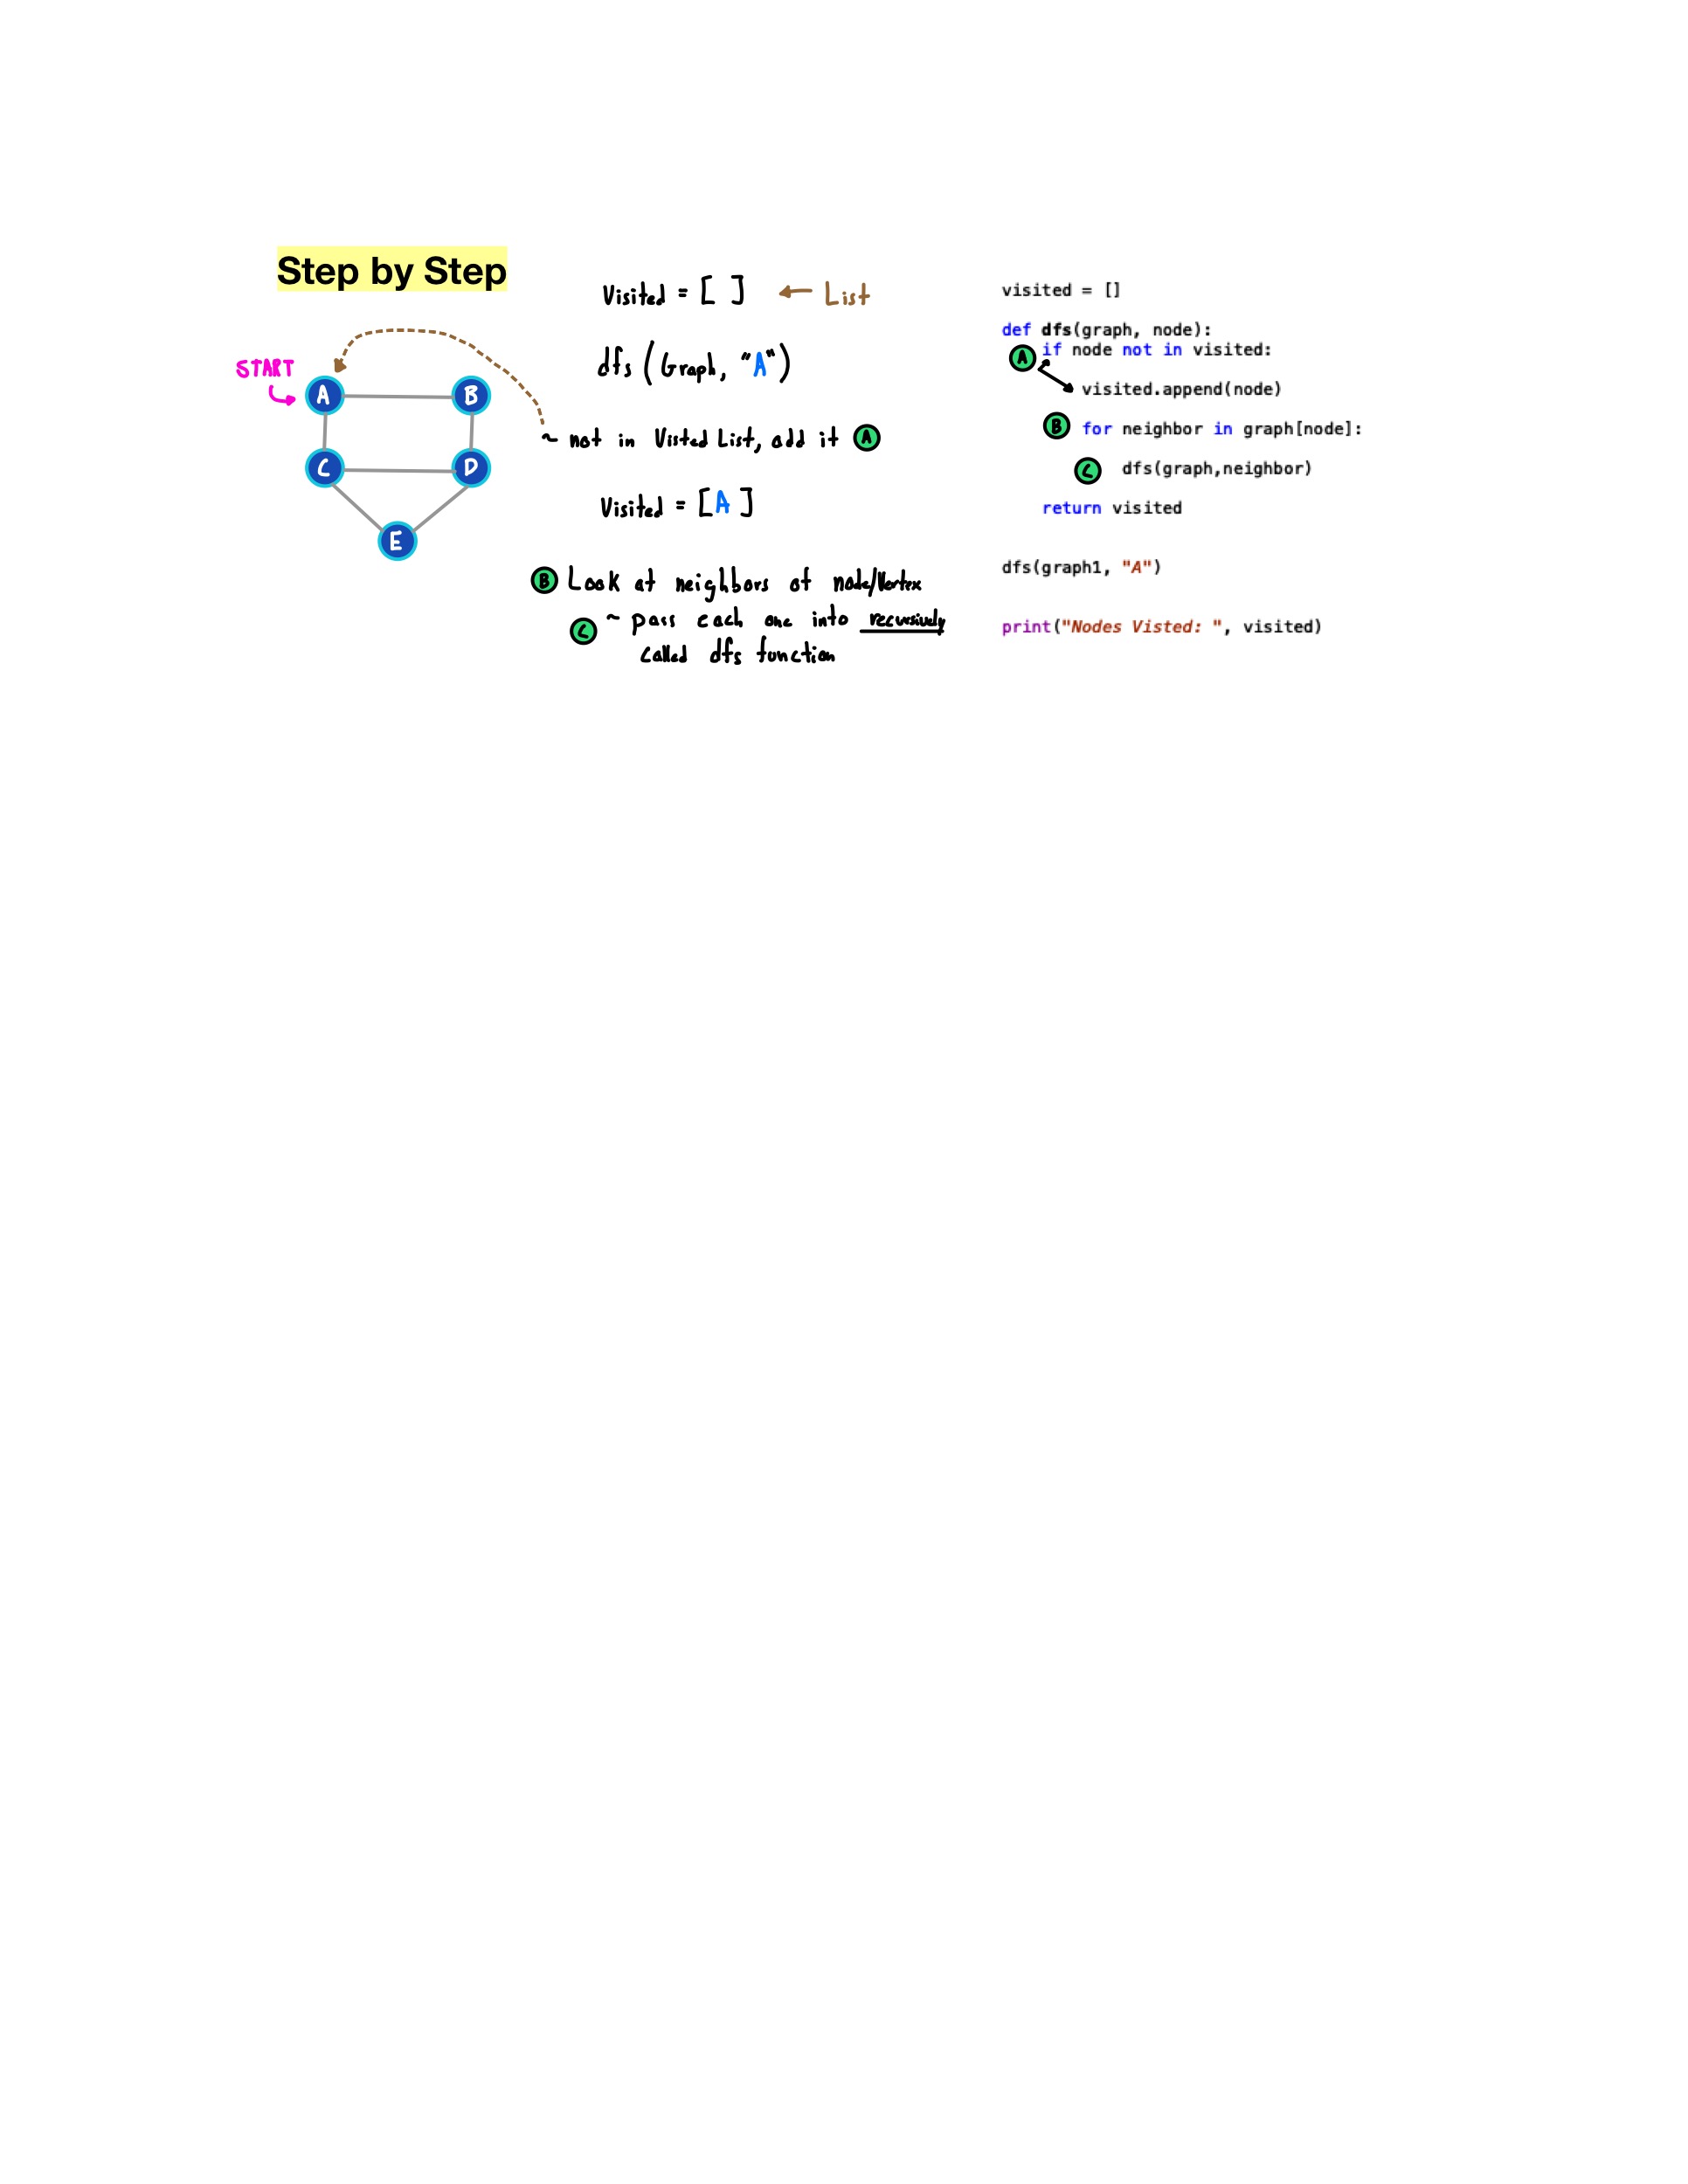 Step by Step
START
A
B
C
D
E
Visited = [ ] ← List
dfs (Graph, "A")
~ not in Visted List, add it A
Visited = [A ]
B Look at neighbors of node/Vertex
C ~ pass each one into recursively
called dfs function
visited = []
def dfs(graph, node):
A if node not in visited:
visited.append(node)
B for neighbor in graph[node]:
C dfs(graph,neighbor)
return visited
dfs(graph1, "A")
print("Nodes Visted: ", visited)